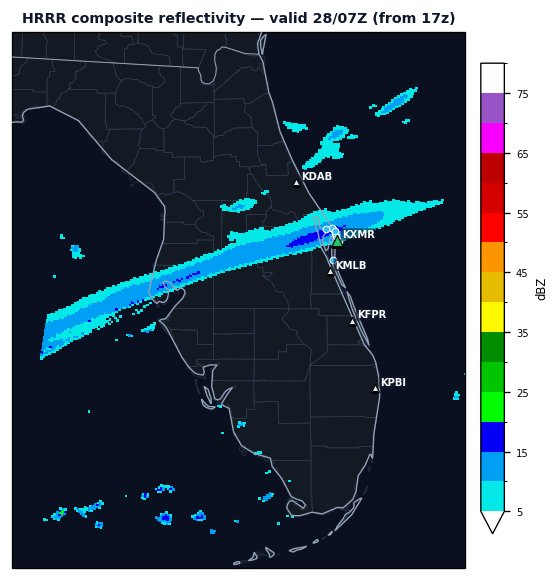 HRRR composite reflectivity — valid 28/07Z (from 17z)
KDAB
KXMR
KMLB
KFPR
KPBI
75
65
55
45
35
25
15
5
dBZ